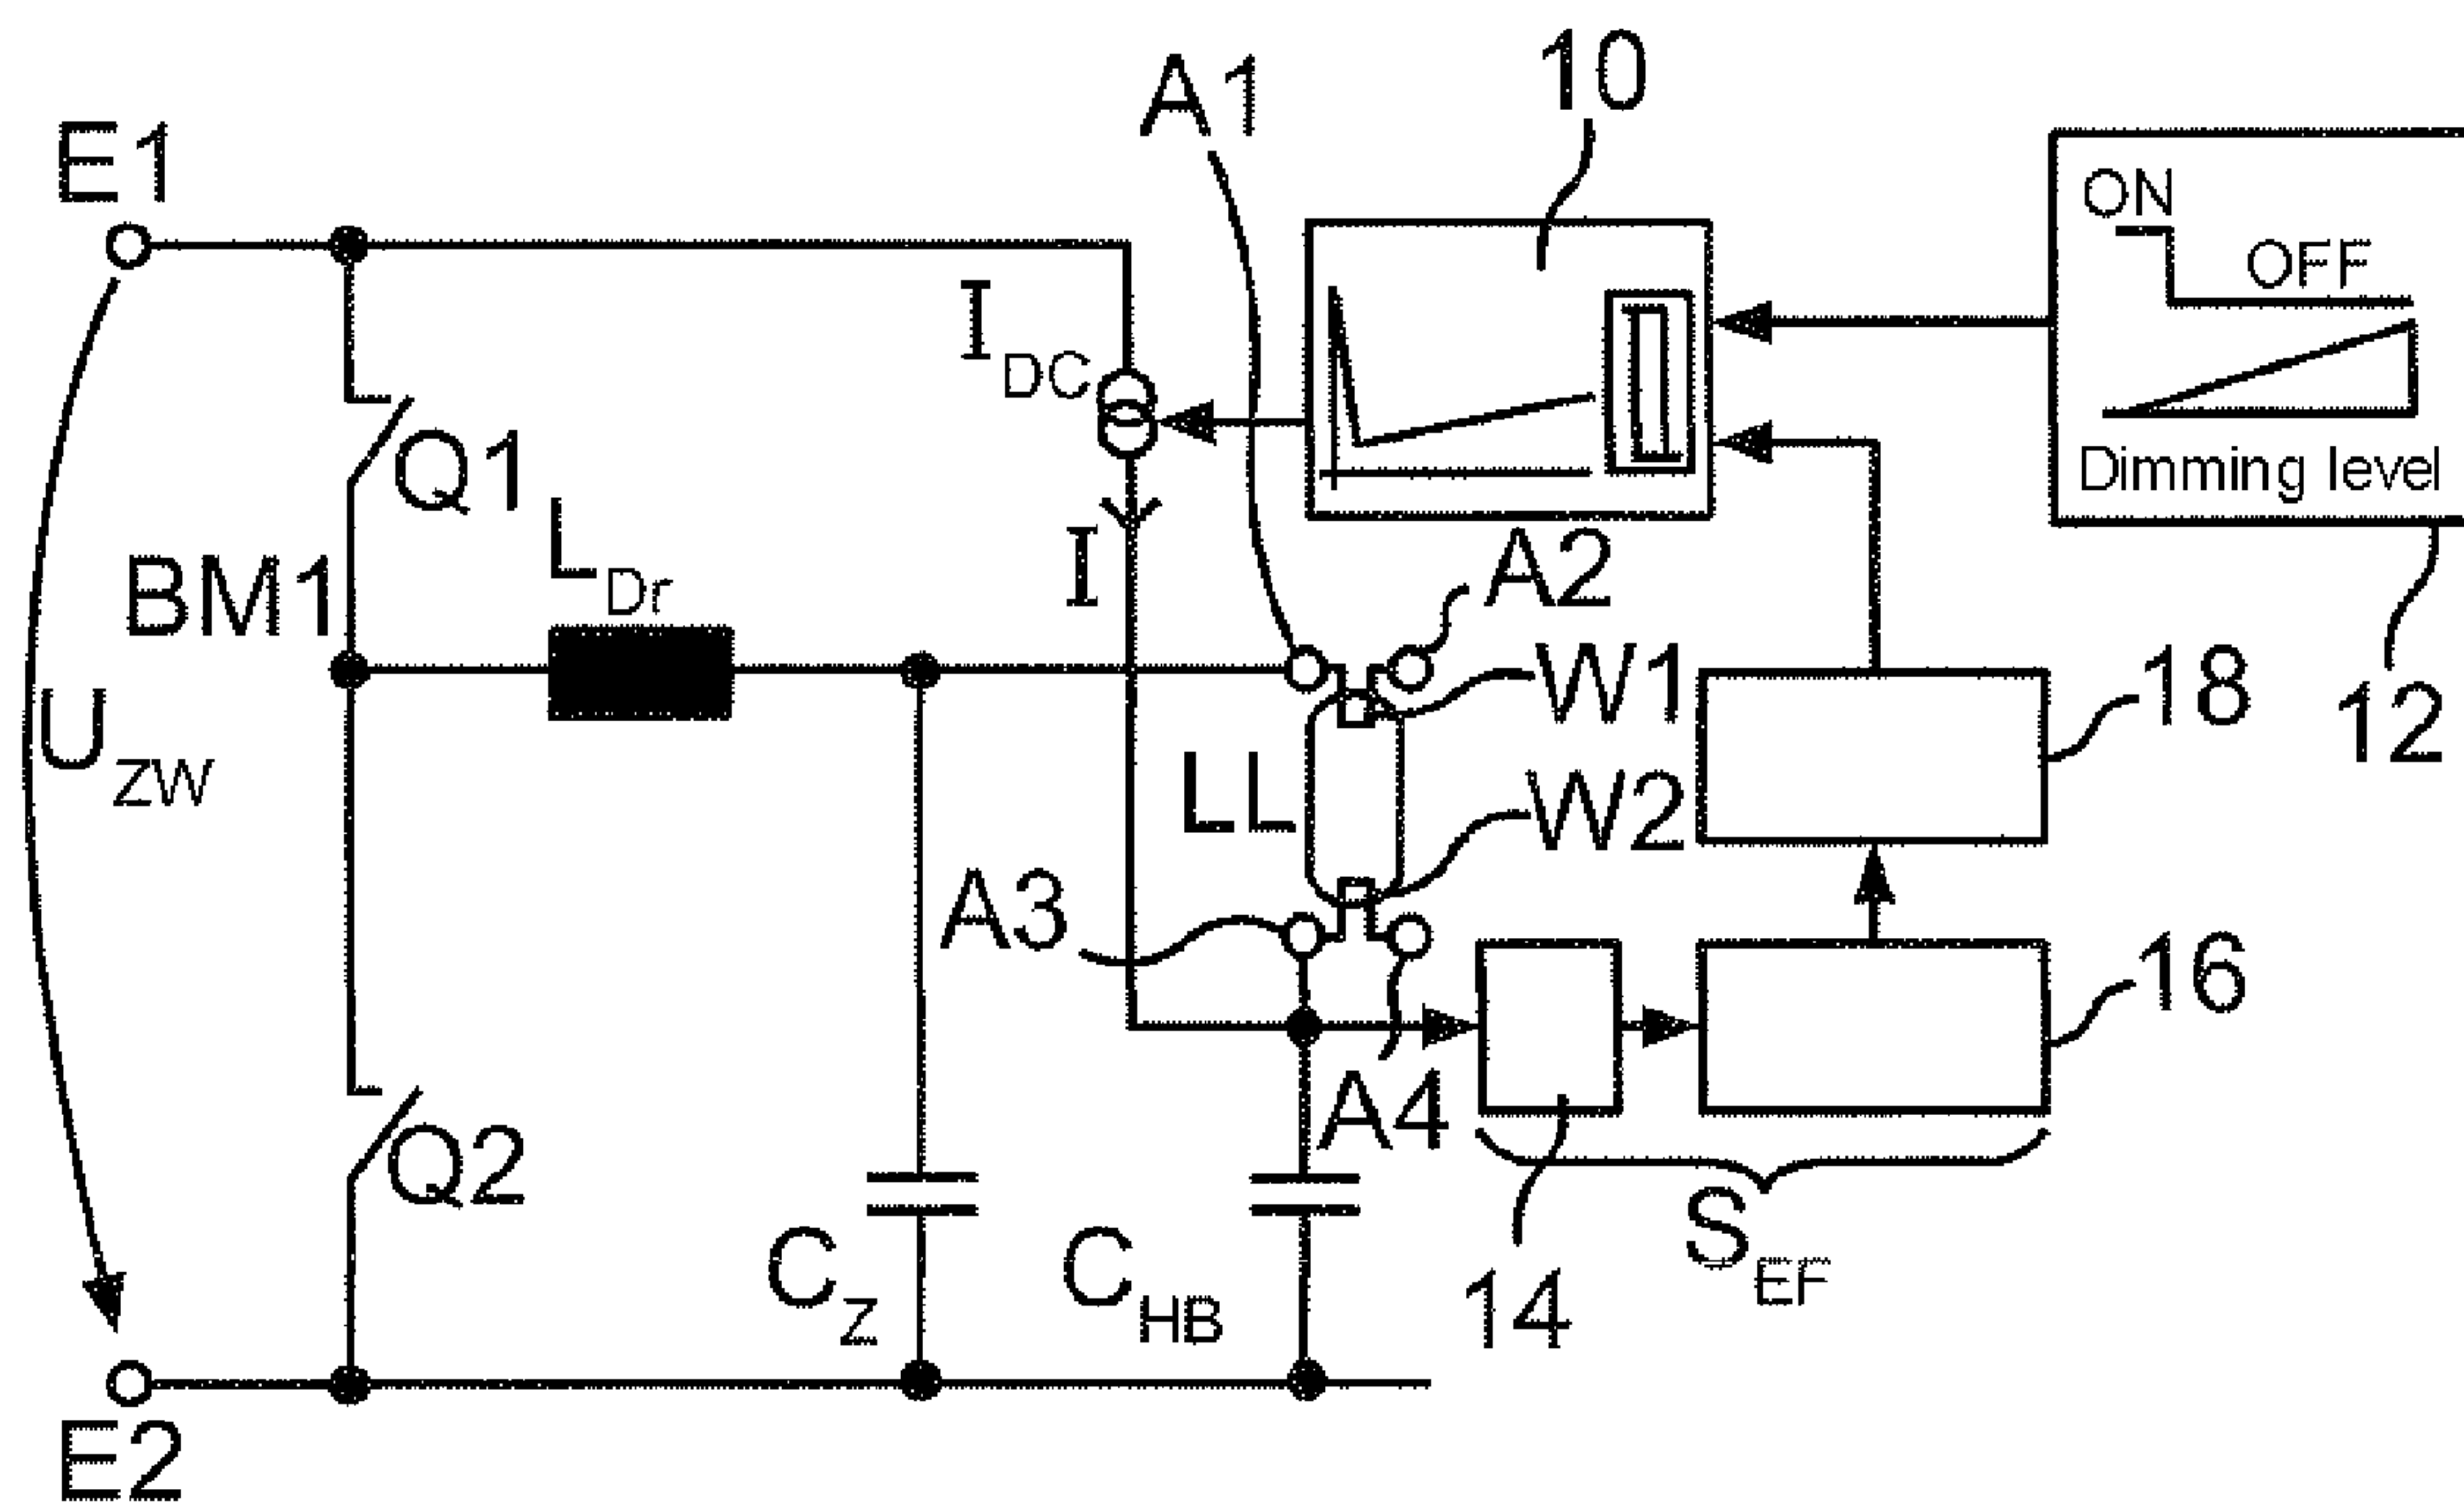 A1
10
E1
ON
OFF
I DC
Q1
Dimming level
L Dr
I
A2
BM1
W1
18
12
U ZW
LL
W2
A3
16
A4
Q2
S EF
C Z
C HB
14
E2